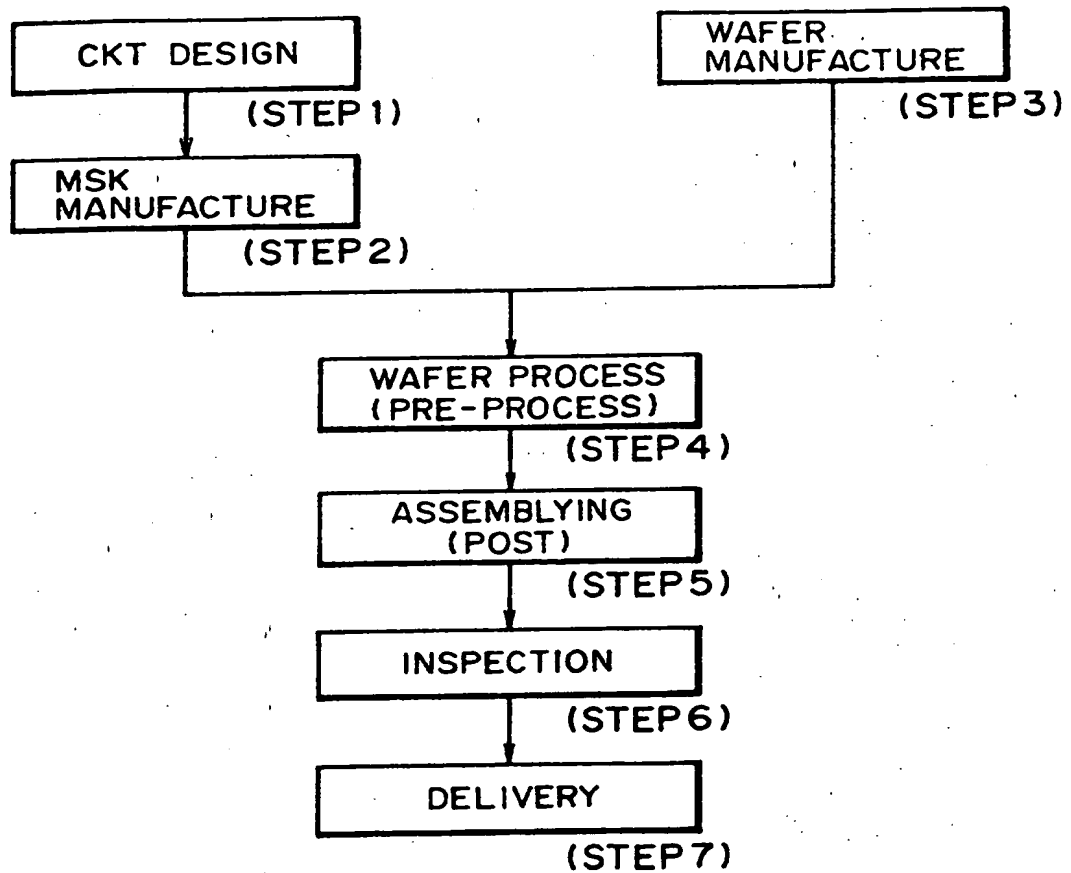 CKT DESIGN
(STEP1)
MSK
MANUFACTURE
(STEP2)
WAFER
MANUFACTURE
(STEP3)
WAFER PROCESS
(PRE-PROCESS)
(STEP4)
ASSEMBLYING
(POST)
(STEP5)
INSPECTION
(STEP6)
DELIVERY
(STEP7)